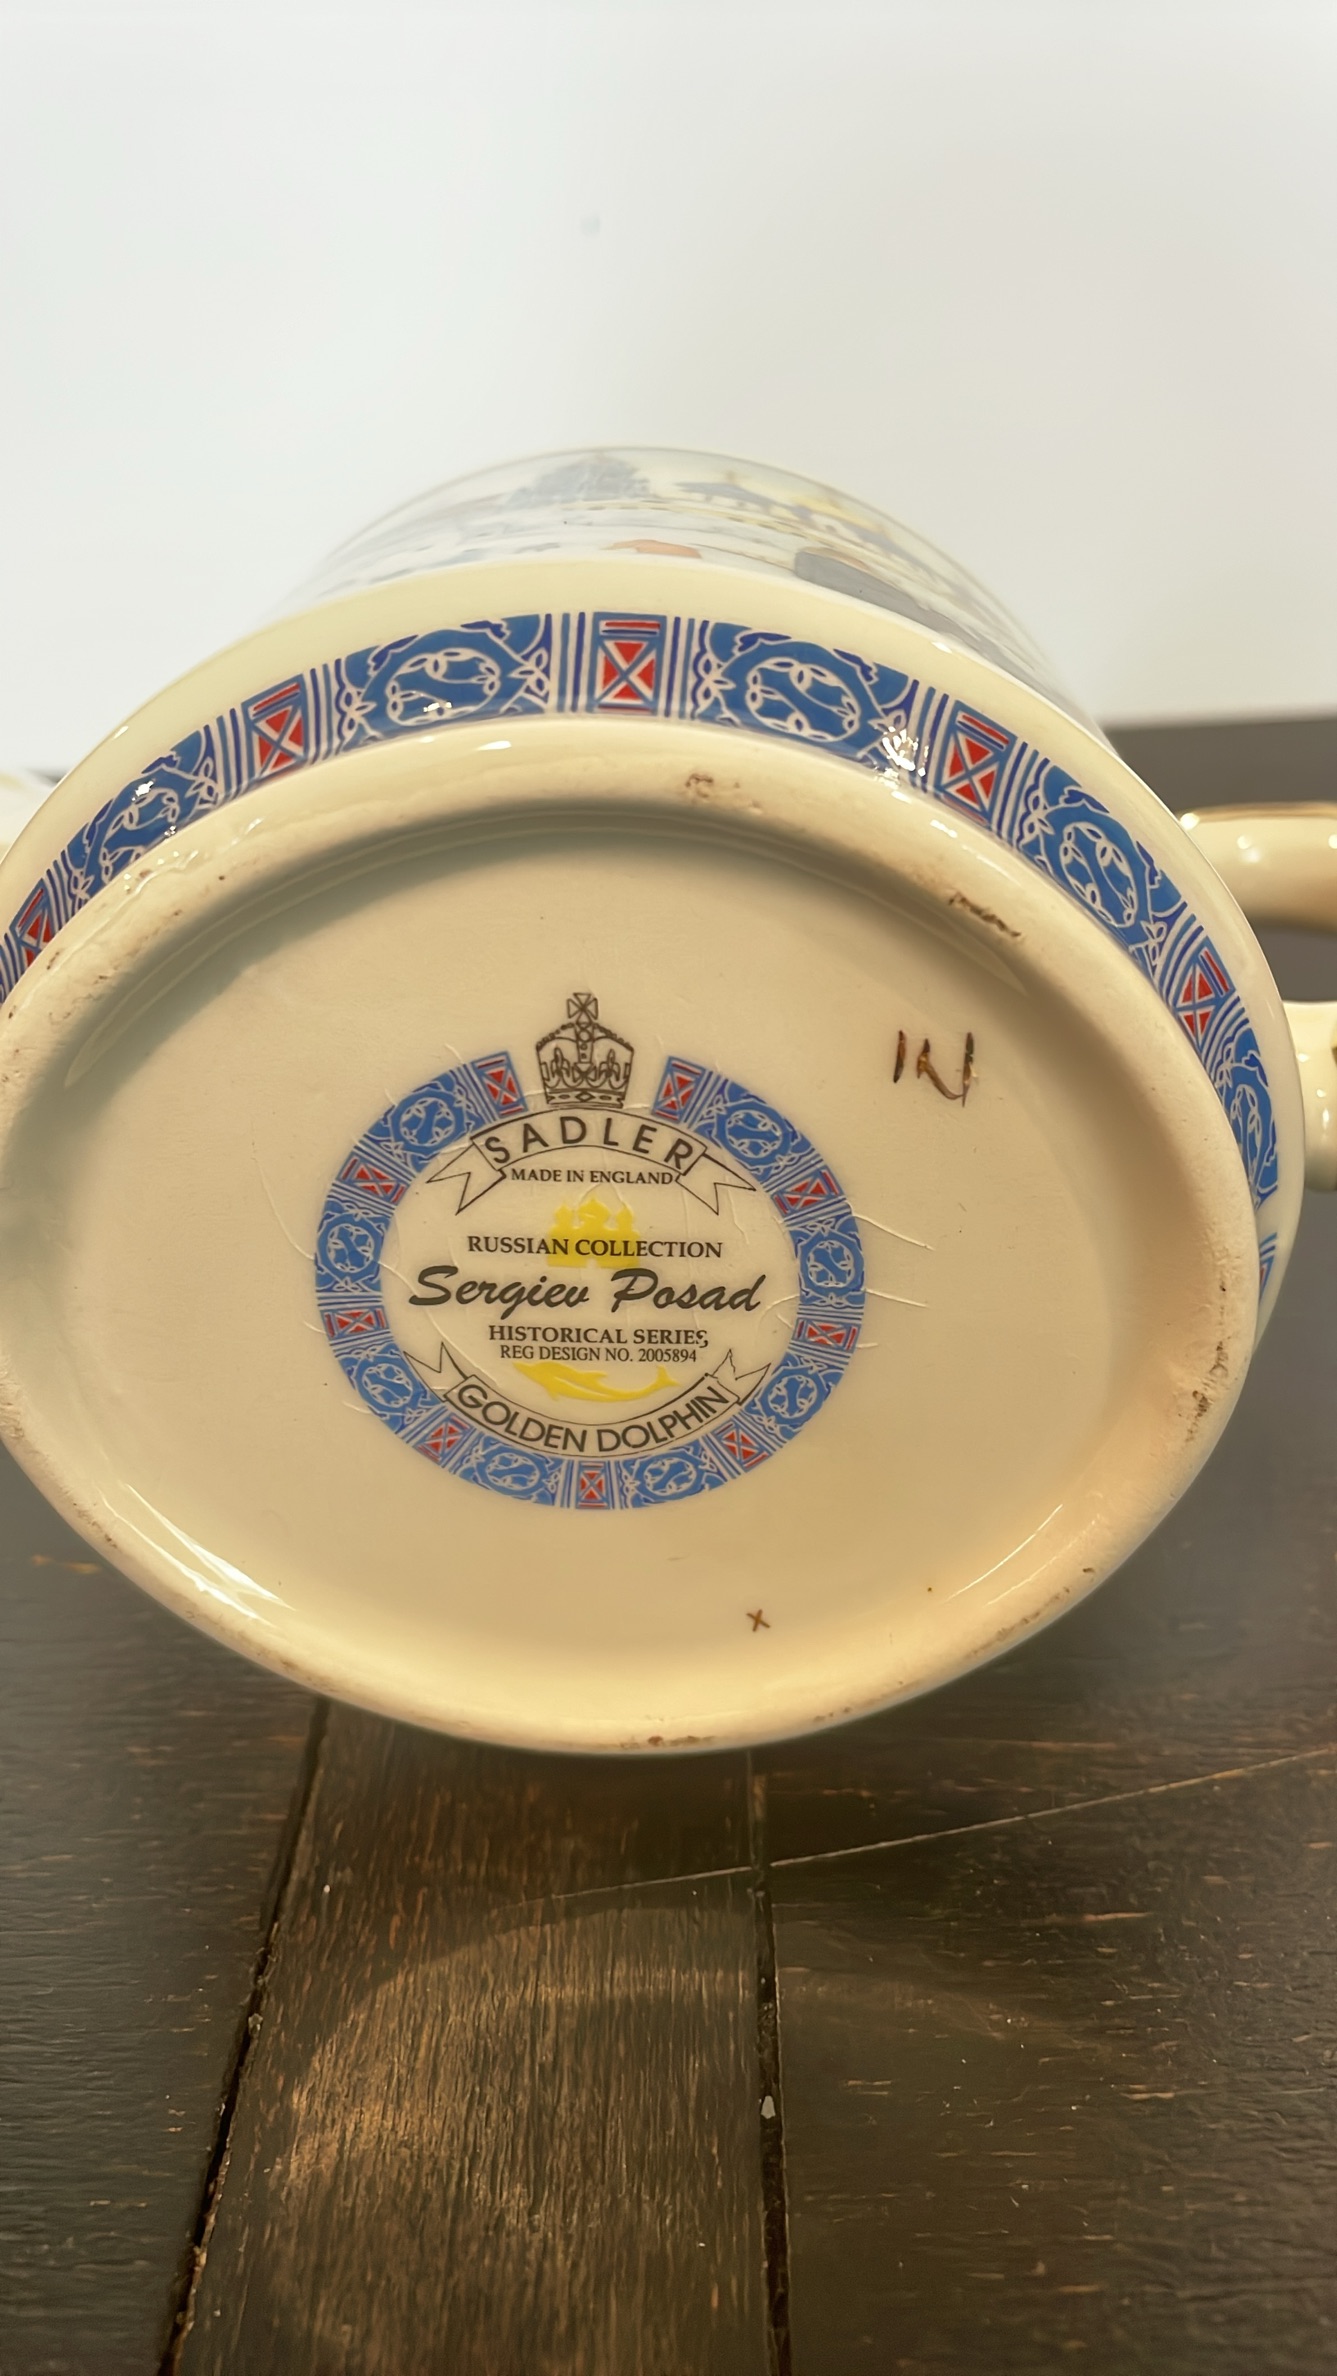 SADLER
MADE IN ENGLAND
RUSSIAN COLLECTION
Sergiev Posad
HISTORICAL SERIES
REG DESIGN NO. 2005894
GOLDEN DOLPHIN
x